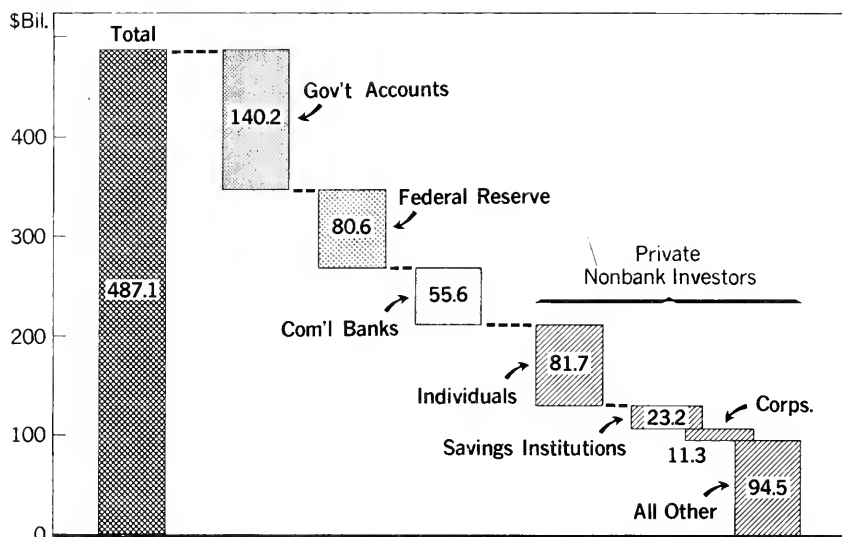 $Bil.
Total
Gov't Accounts
140.2
400
Federal Reserve
80.6
300
Private
Nonbank Investors
487.1
55.6
Com'l Banks
200
81.7
Individuals
Corps.
23.2
100
Savings Institutions
11.3
94.5
All Other
0